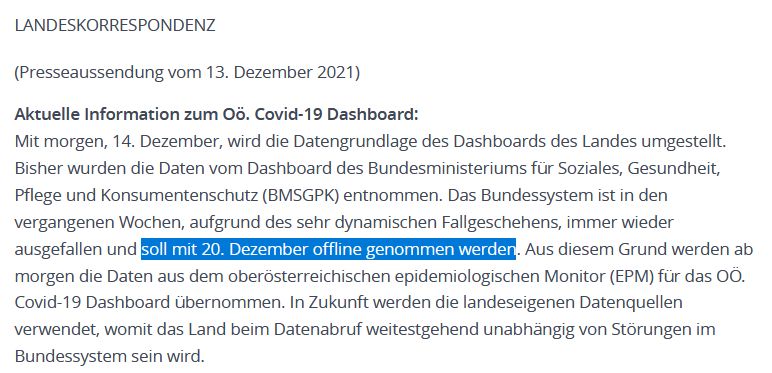 LANDESKORRESPONDENZ
(Presseaussendung vom 13. Dezember 2021)
Aktuelle Information zum Oö. Covid-19 Dashboard:
Mit morgen, 14. Dezember, wird die Datengrundlage des Dashboards des Landes umgestellt.
Bisher wurden die Daten vom Dashboard des Bundesministeriums für Soziales, Gesundheit,
Pflege und Konsumentenschutz (BMSGPK) entnommen. Das Bundessystem ist in den
vergangenen Wochen, aufgrund des sehr dynamischen Fallgeschehens, immer wieder
ausgefallen und soll mit 20. Dezember offline genommen werden. Aus diesem Grund werden ab
morgen die Daten aus dem oberösterreichischen epidemiologischen Monitor (EPM) für das OÖ.
Covid-19 Dashboard übernommen. In Zukunft werden die landeseigenen Datenquellen
verwendet, womit das Land beim Datenabruf weitestgehend unabhängig von Störungen im
Bundessystem sein wird.